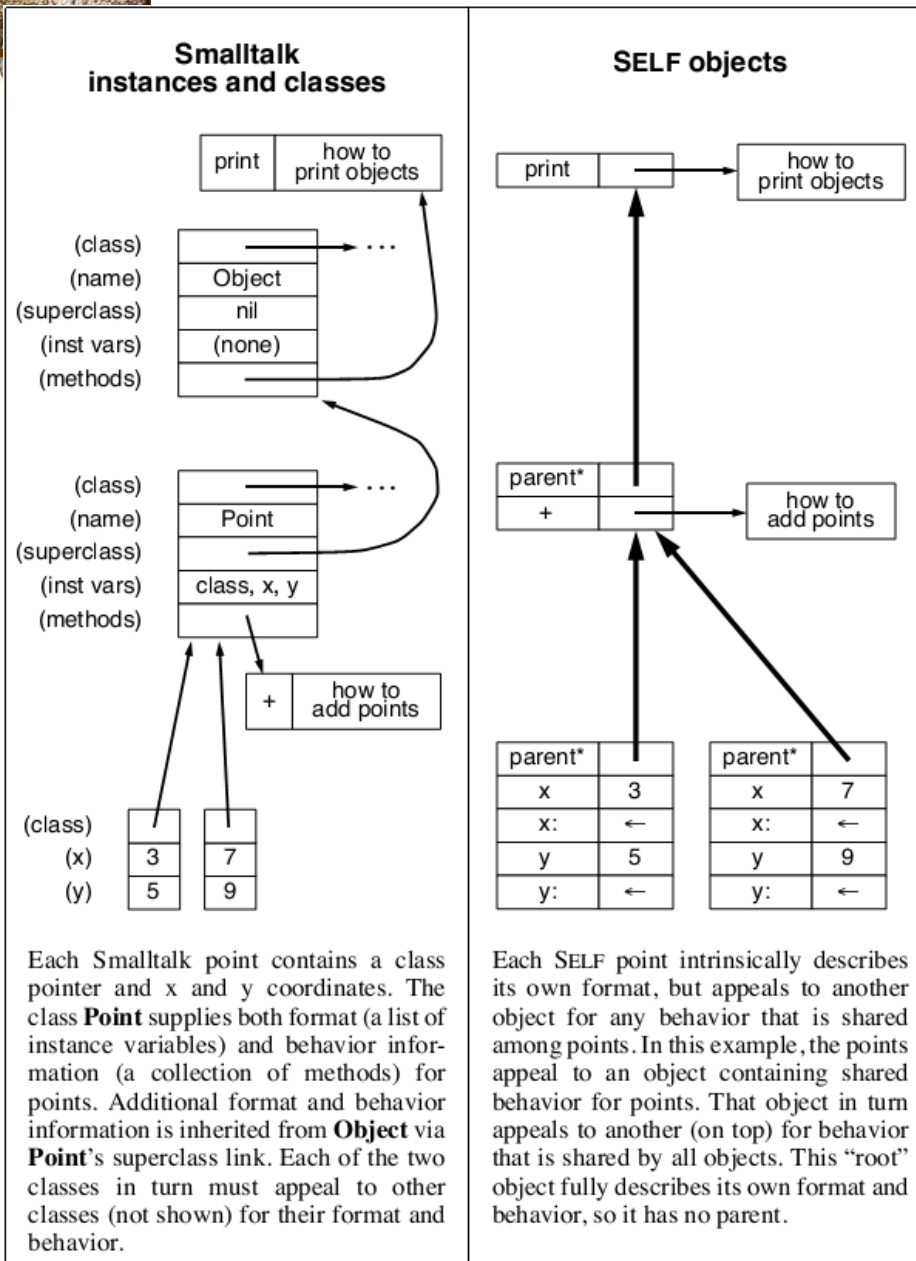 Smalltalk
instances and classes
print
how to
print objects
(class)
...
(name)
Object
(superclass)
nil
(inst vars)
(none)
(methods)
(class)
...
(name)
Point
(superclass)
(inst vars)
class, x, y
(methods)
+
how to
add points
(class)
(x)
3
7
(y)
5
9
Each Smalltalk point contains a class
pointer and x and y coordinates. The
class Point supplies both format (a list of
instance variables) and behavior infor-
mation (a collection of methods) for
points. Additional format and behavior
information is inherited from Object via
Point's superclass link. Each of the two
classes in turn must appeal to other
classes (not shown) for their format and
behavior.
SELF objects
print
how to
print objects
parent*
+
how to
add points
parent*
x
3
x:
←
y
5
y:
←
parent*
x
7
x:
←
y
9
y:
←
Each SELF point intrinsically describes
its own format, but appeals to another
object for any behavior that is shared
among points. In this example, the points
appeal to an object containing shared
behavior for points. That object in turn
appeals to another (on top) for behavior
that is shared by all objects. This “root”
object fully describes its own format and
behavior, so it has no parent.